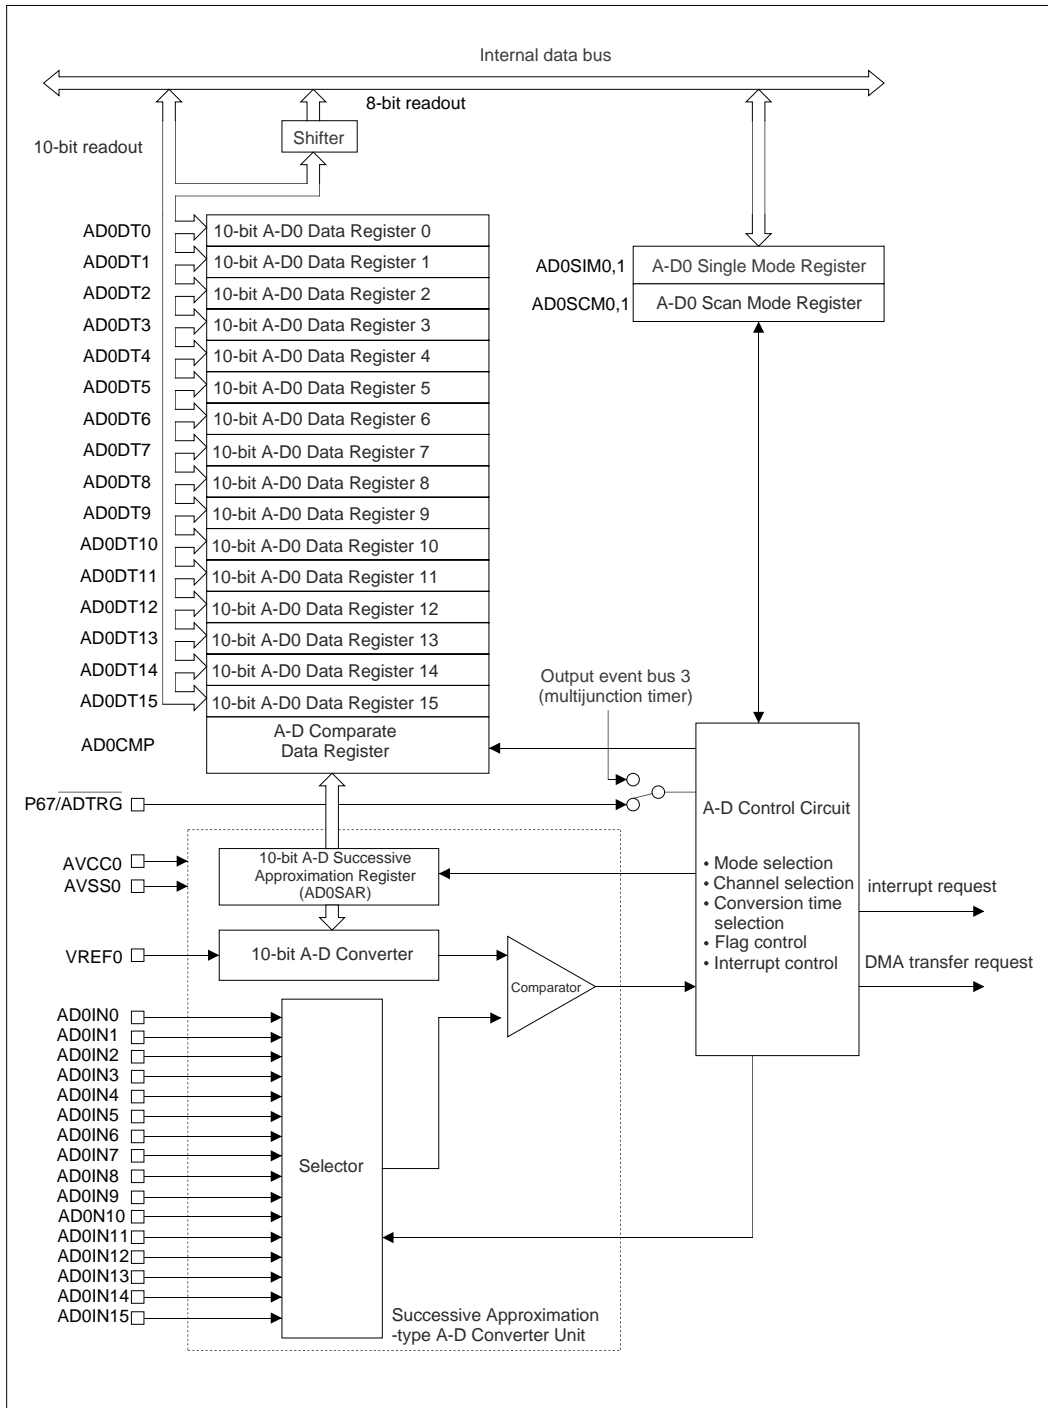 Internal data bus
8-bit readout
Shifter
10-bit readout
AD0DT0 10-bit A-D0 Data Register 0
AD0DT1 10-bit A-D0 Data Register 1
AD0DT2 10-bit A-D0 Data Register 2
AD0DT3 10-bit A-D0 Data Register 3
AD0DT4 10-bit A-D0 Data Register 4
AD0DT5 10-bit A-D0 Data Register 5
AD0DT6 10-bit A-D0 Data Register 6
AD0DT7 10-bit A-D0 Data Register 7
AD0DT8 10-bit A-D0 Data Register 8
AD0DT9 10-bit A-D0 Data Register 9
AD0DT10 10-bit A-D0 Data Register 10
AD0DT11 10-bit A-D0 Data Register 11
AD0DT12 10-bit A-D0 Data Register 12
AD0DT13 10-bit A-D0 Data Register 13
AD0DT14 10-bit A-D0 Data Register 14
AD0DT15 10-bit A-D0 Data Register 15
AD0CMP
A-D Comparate
Data Register
AD0SIM0,1 A-D0 Single Mode Register
AD0SCM0,1 A-D0 Scan Mode Register
Output event bus 3
(multijunction timer)
P67/ADTRG
A-D Control Circuit
• Mode selection
• Channel selection
• Conversion time
selection
• Flag control
• Interrupt control
interrupt request
DMA transfer request
AVCC0
AVSS0
10-bit A-D Successive
Approximation Register
(AD0SAR)
VREF0
10-bit A-D Converter
Comparator
AD0IN0
AD0IN1
AD0IN2
AD0IN3
AD0IN4
AD0IN5
AD0IN6
AD0IN7
AD0IN8
AD0IN9
AD0N10
AD0IN11
AD0IN12
AD0IN13
AD0IN14
AD0IN15
Selector
Successive Approximation
-type A-D Converter Unit